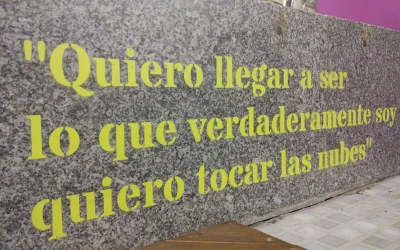 "Quiero llegar a ser
lo que verdaderamente soy
quiero tocar las nubes"